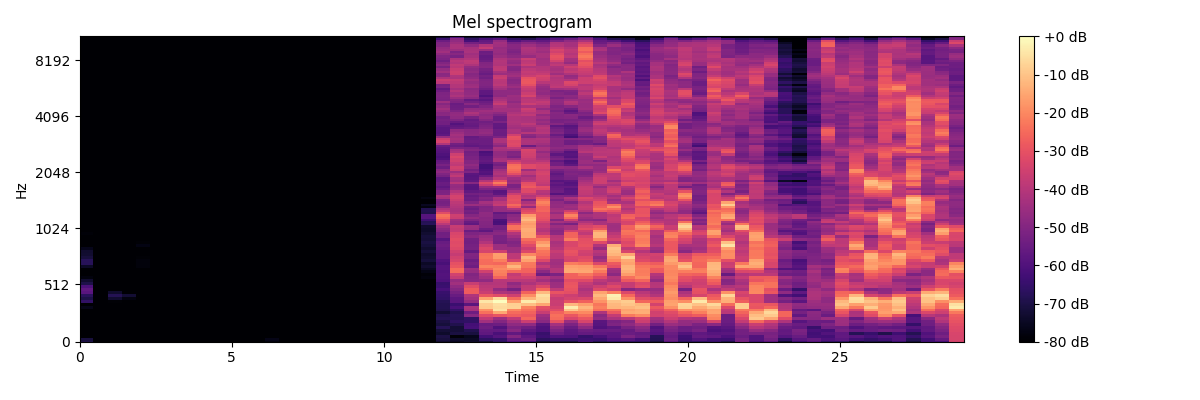 Mel spectrogram
+0 dB
8192
-10 dB
4096
-20 dB
-30 dB
2048
Hz
-40 dB
1024
-50 dB
-60 dB
512
-70 dB
0
-80 dB
0 5 10 15 20 25
Time